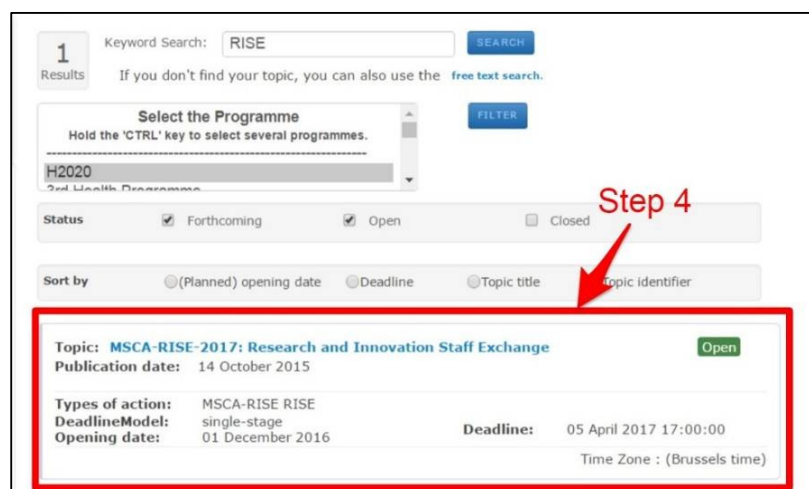 1
Results
Keyword Search: RISE SEARCH
If you don't find your topic, you can also use the free text search.
Select the Programme
Hold the 'CTRL' key to select several programmes.
FILTER
H2020
3rd Health Programme
Step 4
Status Forthcoming Open Closed
Sort by (Planned) opening date Deadline Topic title Topic identifier
Topic: MSCA-RISE-2017: Research and Innovation Staff Exchange Open
Publication date: 14 October 2015
Types of action: MSCA-RISE RISE
DeadlineModel: single-stage
Opening date: 01 December 2016
Deadline: 05 April 2017 17:00:00
Time Zone : (Brussels time)